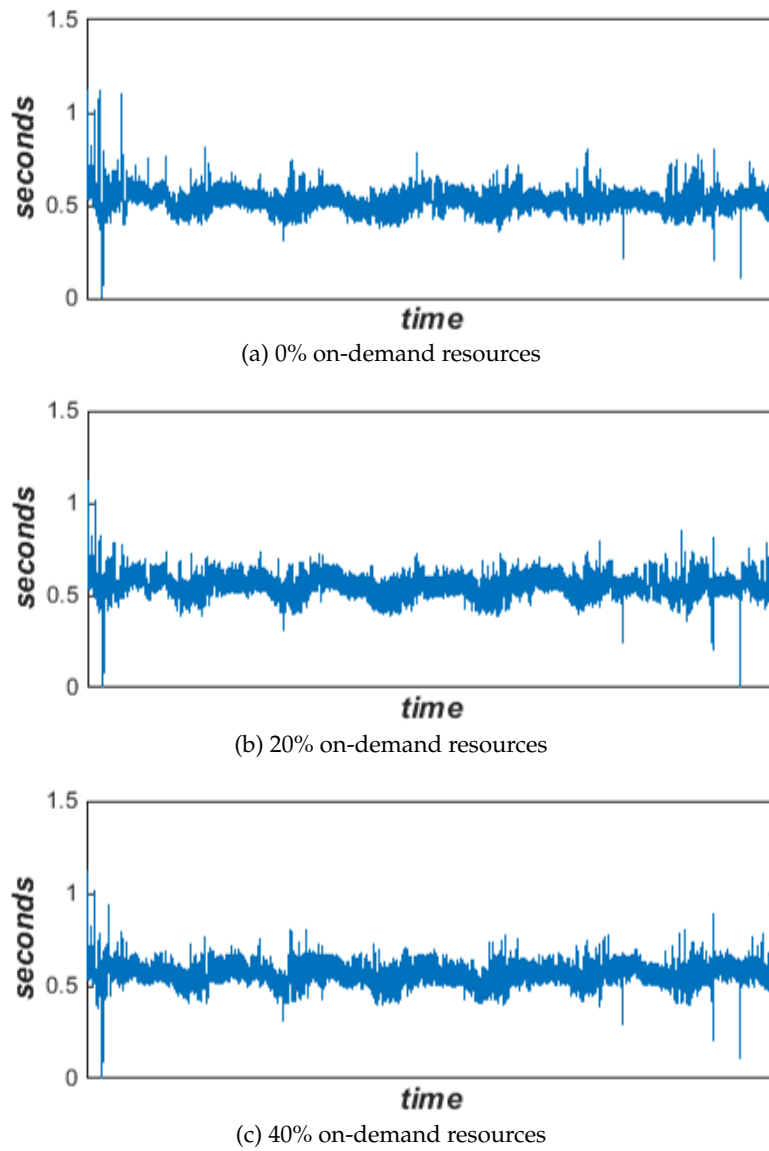 1.5
1
0.5
0
seconds
time
(a) 0% on-demand resources
1.5
1
0.5
0
seconds
time
(b) 20% on-demand resources
1.5
1
0.5
0
seconds
time
(c) 40% on-demand resources